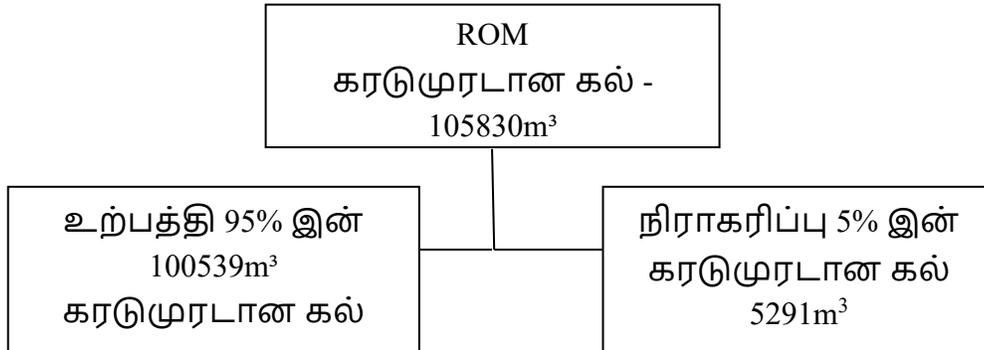 ROM
கரடுமுரடான கல் -
105830m³
உற்பத்தி 95% இன்
100539m³
கரடுமுரடான கல்
நிராகரிப்பு 5% இன்
கரடுமுரடான கல்
5291m³